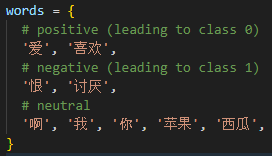 words = {
# positive (leading to class 0)
'爱', '喜欢',
# negative (leading to class 1)
'恨', '讨厌',
# neutral
'啊', '我', '你', '苹果', '西瓜',
}